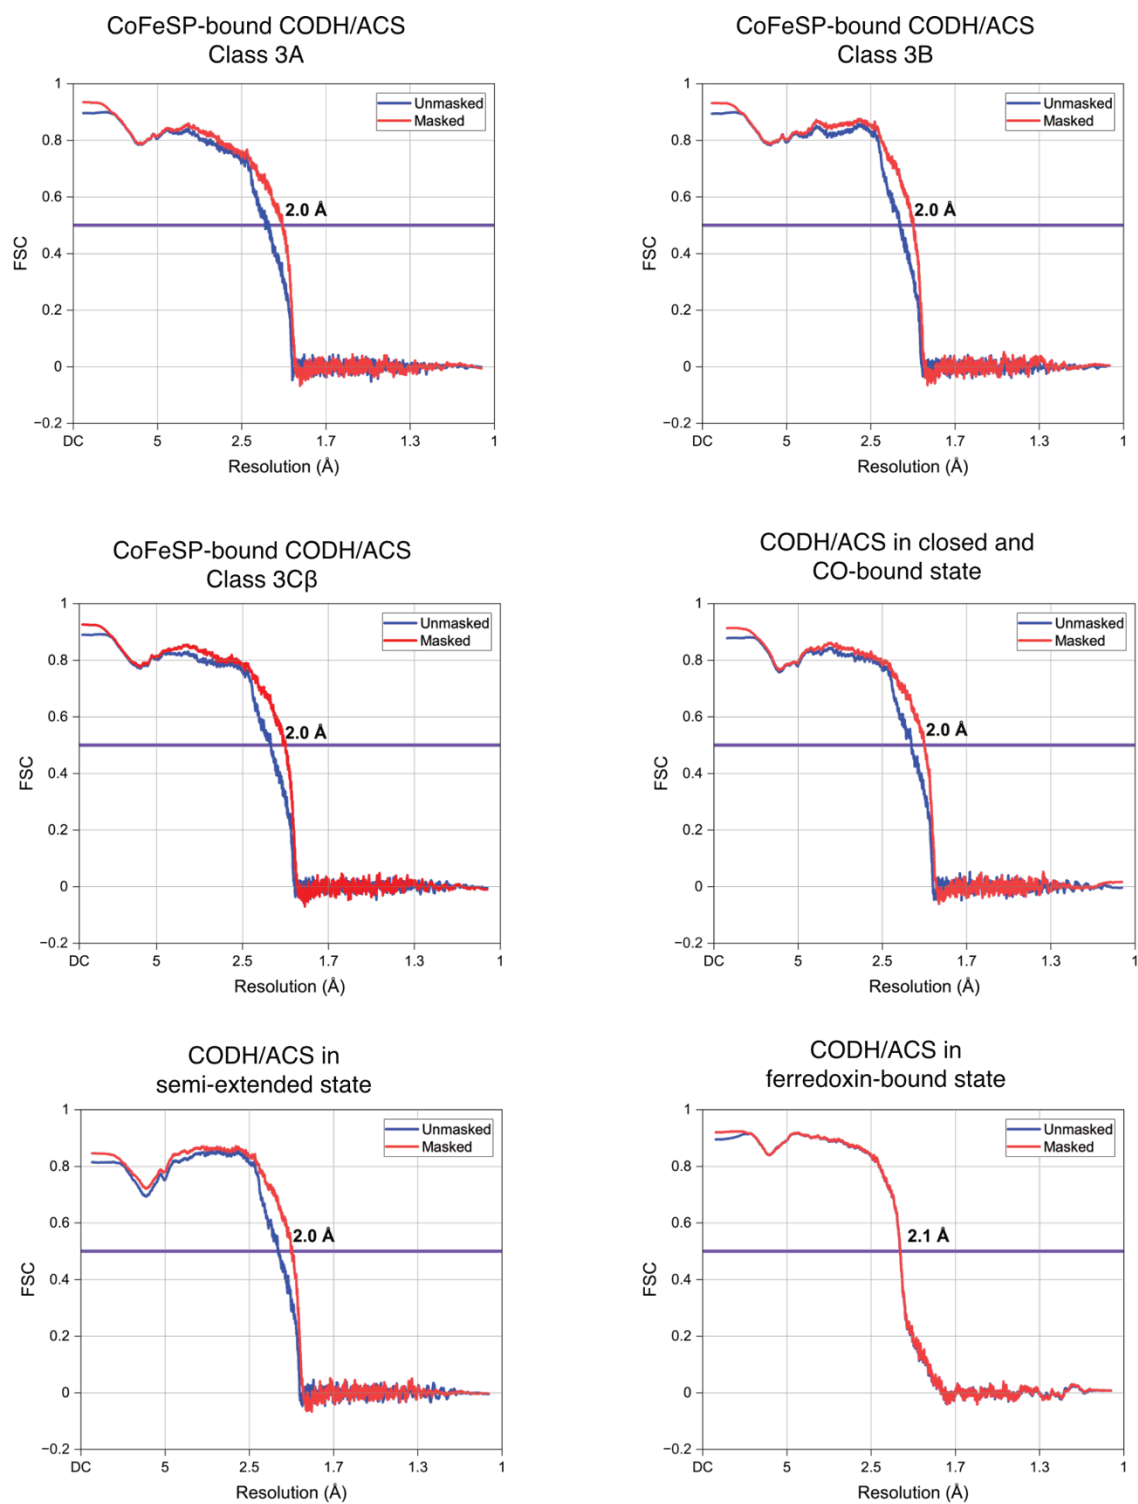 CoFeSP-bound CODH/ACS
Class 3A
1
0.8
0.6
0.4
0.2
0
−0.2
FSC
Unmasked
Masked
2.0 Å
DC 5 2.5 1.7 1.3 1
Resolution (Å)
CoFeSP-bound CODH/ACS
Class 3B
1
0.8
0.6
0.4
0.2
0
−0.2
FSC
Unmasked
Masked
2.0 Å
DC 5 2.5 1.7 1.3 1
Resolution (Å)
CoFeSP-bound CODH/ACS
Class 3Cβ
1
0.8
0.6
0.4
0.2
0
−0.2
FSC
Unmasked
Masked
2.0 Å
DC 5 2.5 1.7 1.3 1
Resolution (Å)
CODH/ACS in closed and
CO-bound state
1
0.8
0.6
0.4
0.2
0
−0.2
FSC
Unmasked
Masked
2.0 Å
DC 5 2.5 1.7 1.3 1
Resolution (Å)
CODH/ACS in
semi-extended state
1
0.8
0.6
0.4
0.2
0
−0.2
FSC
Unmasked
Masked
2.0 Å
DC 5 2.5 1.7 1.3 1
Resolution (Å)
CODH/ACS in
ferredoxin-bound state
1
0.8
0.6
0.4
0.2
0
−0.2
FSC
Unmasked
Masked
2.1 Å
DC 5 2.5 1.7 1.3 1
Resolution (Å)